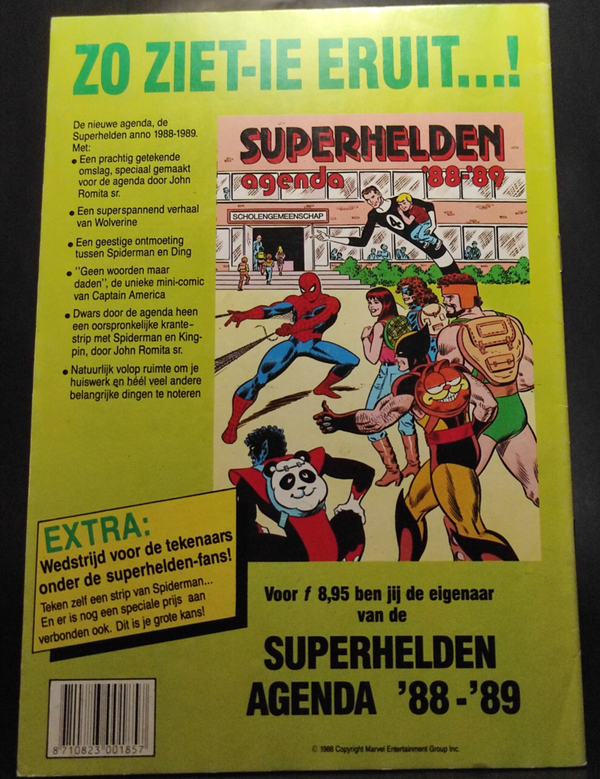 ZO ZIET-IE ERUIT...!
De nieuwe agenda, de
Superhelden anno 1988-1989.
Met:
● Een prachtig getekende
omslag, speciaal gemaakt
voor de agenda door John
Romita sr.
● Een superspannend verhaal
van Wolverine
● Een geestige ontmoeting
tussen Spiderman en Ding
● "Geen woorden maar
daden", de unieke mini-comic
van Captain America
● Dwars door de agenda heen
een oorspronkelijke krante-
strip met Spiderman en King-
pin, door John Romita sr.
● Natuurlijk volop ruimte om je
huiswerk en héél veel andere
belangrijke dingen te noteren
SUPERHELDEN
agenda '88-'89
SCHOLENGEMEENSCHAP
4
EXTRA:
Wedstrijd voor de tekenaars
onder de superhelden-fans!
Teken zelf een strip van Spiderman...
En er is nog een speciale prijs aan
verbonden ook. Dit is je grote kans!
Voor f 8,95 ben jij de eigenaar
van de
SUPERHELDEN
AGENDA '88-'89
8 710823 001857
© 1988 Copyright Marvel Entertainment Group Inc.